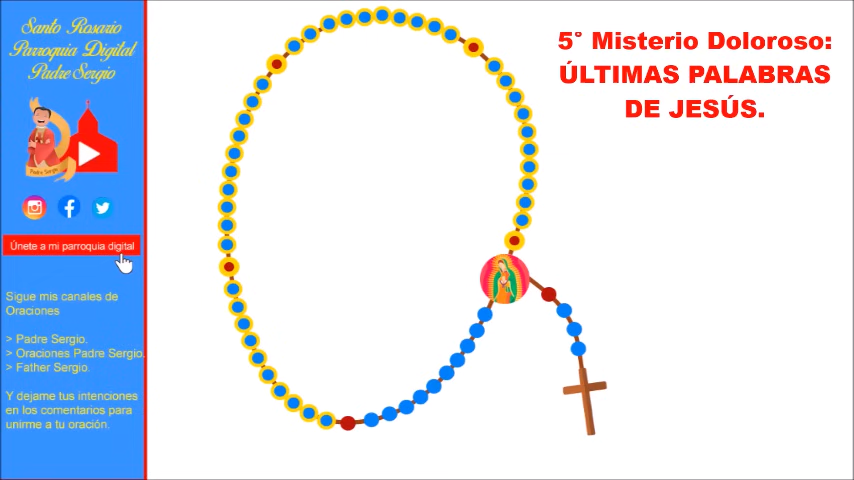 Santo Rosario
Parroquia Digital
Padre Sergio
Padre Sergio
Únete a mi parroquia digital
Sigue mis canales de
Oraciones
> Padre Sergio.
> Oraciones Padre Sergio.
> Father Sergio.
Y dejame tus intenciones
en los comentarios para
unirme a tu oración.
5° Misterio Doloroso:
ÚLTIMAS PALABRAS
DE JESÚS.